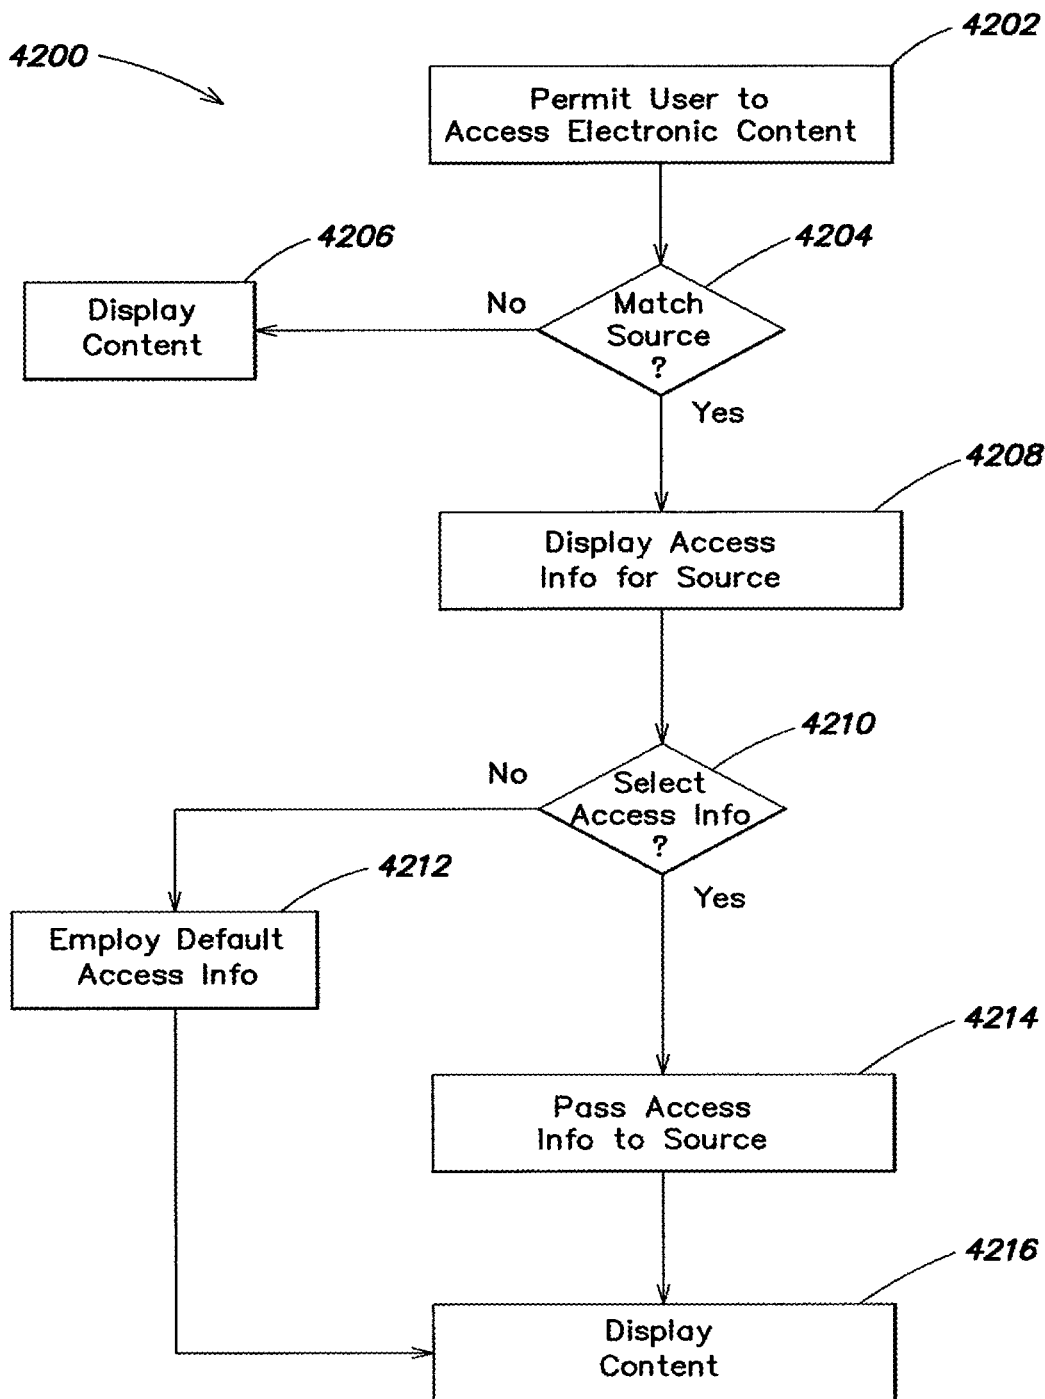 4200
4202
Permit User to
Access Electronic Content
4206
4204
Display
Content
No
Match
Source
?
Yes
4208
Display Access
Info for Source
4210
No
Select
Access Info
?
4212
Yes
Employ Default
Access Info
4214
Pass Access
Info to Source
4216
Display
Content